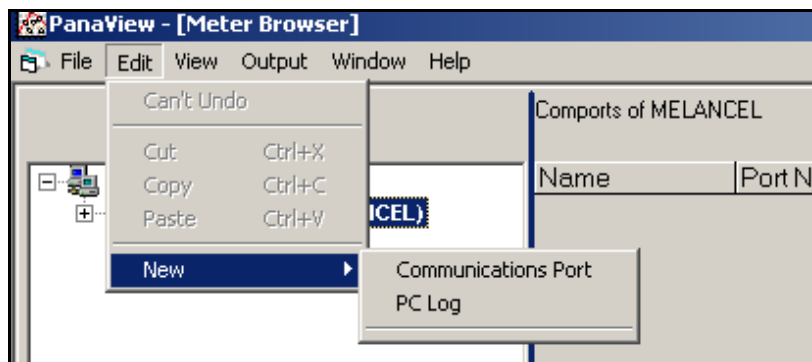 PanaView - [Meter Browser]
File Edit View Output Window Help
Can't Undo
Cut Ctrl+X
Copy Ctrl+C
Paste Ctrl+V
New
Communications Port
PC Log
Comports of MELANCEL
Name Port N